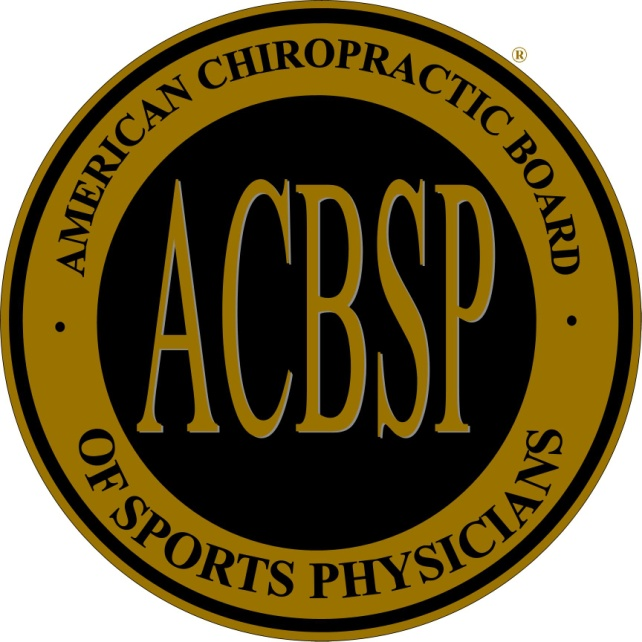 AMERICAN CHIROPRACTIC BOARD
®
ACBSP
OF SPORTS PHYSICIANS